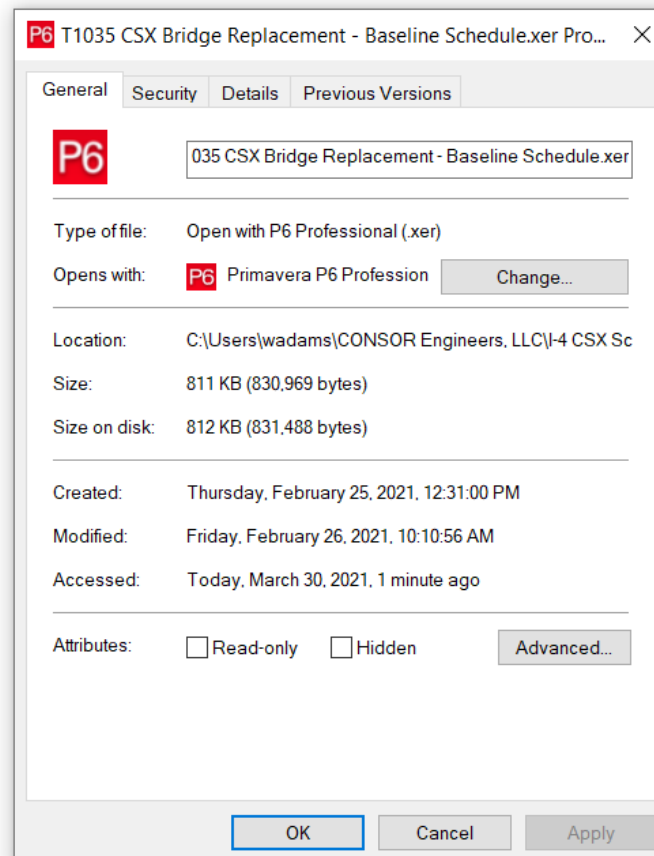 P6 T1035 CSX Bridge Replacement - Baseline Schedule.xer Pro...
General Security Details Previous Versions
P6 035 CSX Bridge Replacement - Baseline Schedule.xer
Type of file: Open with P6 Professional (.xer)
Opens with: P6 Primavera P6 Profession Change...
Location: C:\Users\wadams\CONSOR Engineers, LLC\I-4 CSX Sc
Size: 811 KB (830,969 bytes)
Size on disk: 812 KB (831,488 bytes)
Created: Thursday, February 25, 2021, 12:31:00 PM
Modified: Friday, February 26, 2021, 10:10:56 AM
Accessed: Today, March 30, 2021, 1 minute ago
Attributes: Read-only Hidden Advanced...
OK Cancel Apply